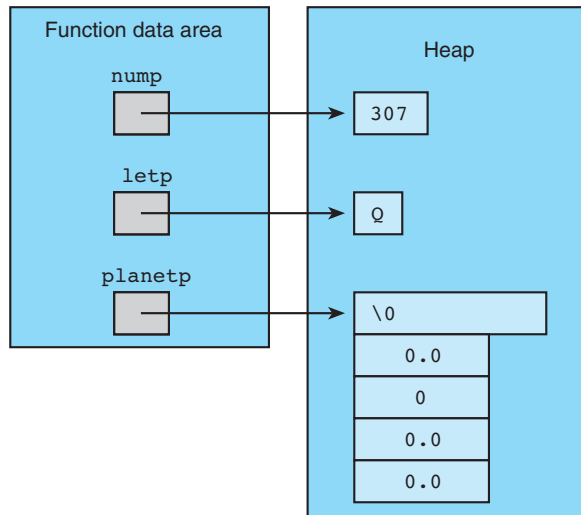 Function data area
Heap
nump
307
letp
Q
planetp
\0
0.0
0
0.0
0.0